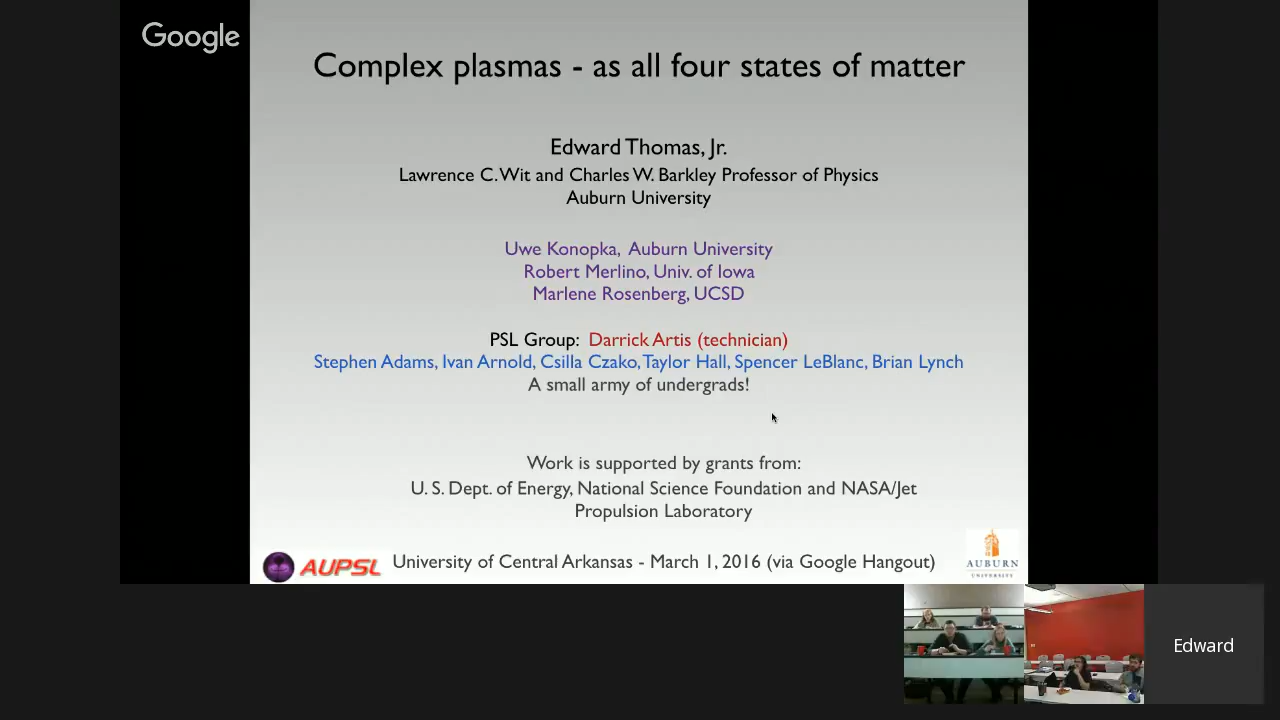 Google
Complex plasmas - as all four states of matter
Edward Thomas, Jr.
Lawrence C. Wit and Charles W. Barkley Professor of Physics
Auburn University
Uwe Konopka, Auburn University
Robert Merlino, Univ. of Iowa
Marlene Rosenberg, UCSD
PSL Group: Darrick Artis (technician)
Stephen Adams, Ivan Arnold, Csilla Czako, Taylor Hall, Spencer LeBlanc, Brian Lynch
A small army of undergrads!
Work is supported by grants from:
U. S. Dept. of Energy, National Science Foundation and NASA/Jet
Propulsion Laboratory
AUPSL
University of Central Arkansas - March 1, 2016 (via Google Hangout)
AUBURN
UNIVERSITY
Edward